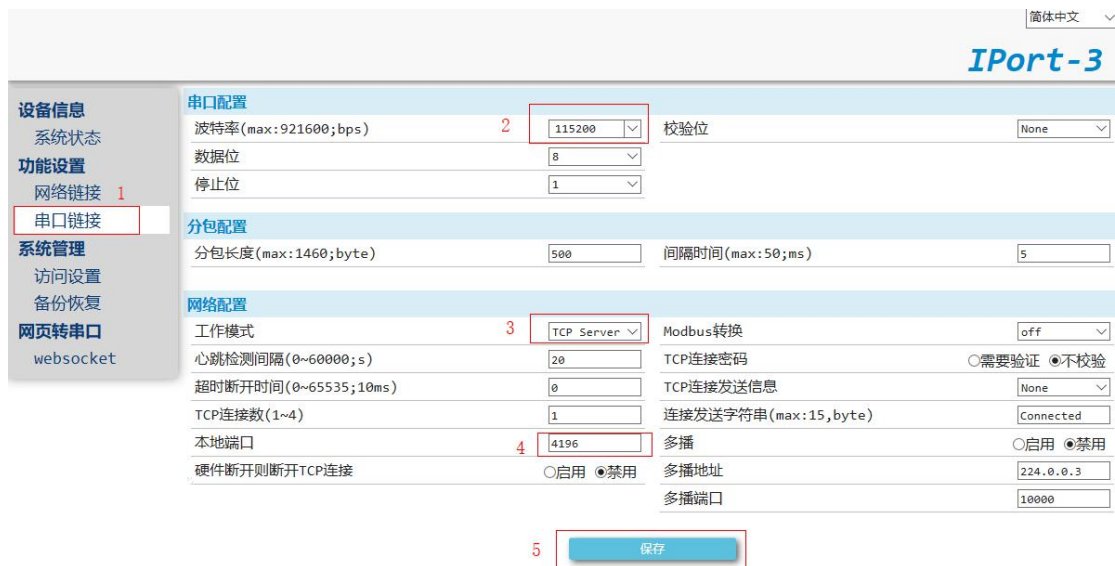 简体中文
IPort-3
设备信息
系统状态
功能设置
网络链接 1
串口链接
系统管理
访问设置
备份恢复
网页转串口
websocket
串口配置
波特率(max:921600;bps) 2 115200 校验位 None
数据位 8
停止位 1
分包配置
分包长度(max:1460;byte) 500 间隔时间(max:50;ms) 5
网络配置
工作模式 3 TCP Server Modbus转换 off
心跳检测间隔(0~60000;s) 20 TCP连接密码 需要验证 不校验
超时断开时间(0~65535;10ms) 0 TCP连接发送信息 None
TCP连接数(1~4) 1 连接发送字符串(max:15,byte) Connected
本地端口 4 4196 多播 启用 禁用
硬件断开则断开TCP连接 启用 禁用 多播地址 224.0.0.3
多播端口 10000
5 保存